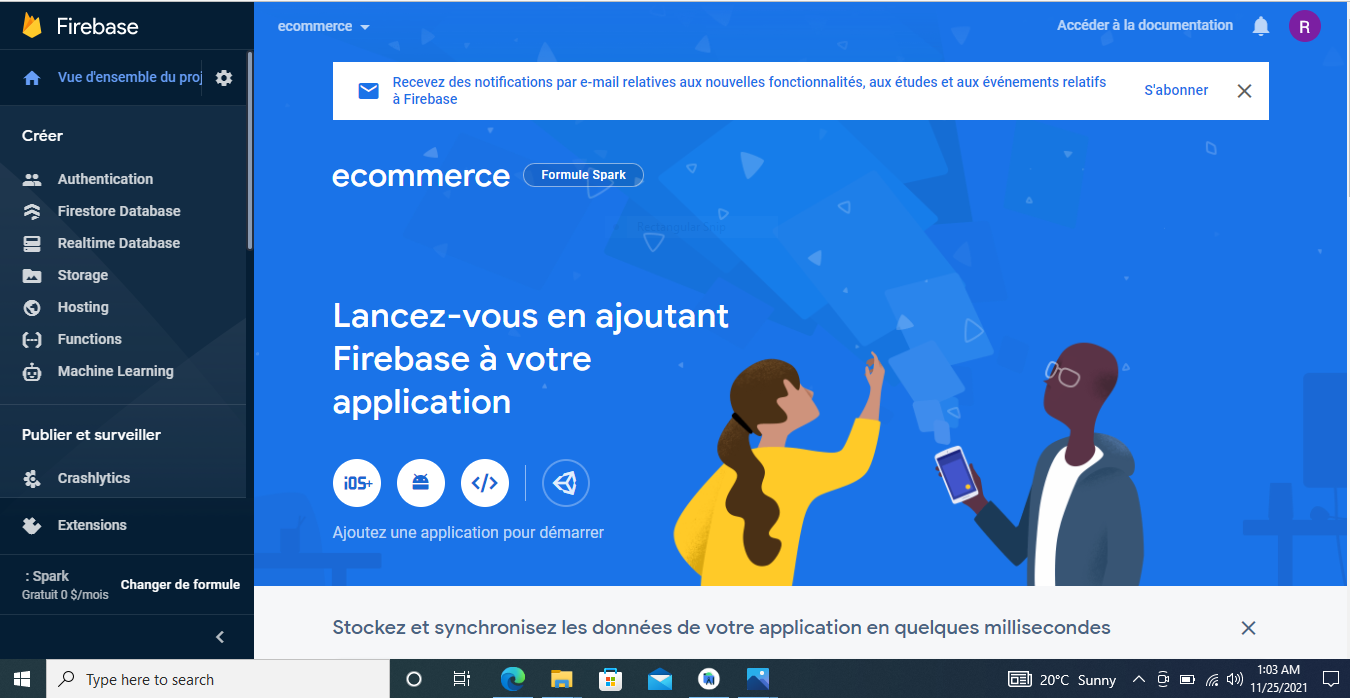 Firebase
ecommerce
Accéder à la documentation
R
Vue d'ensemble du proj
Recevez des notifications par e-mail relatives aux nouvelles fonctionnalités, aux études et aux événements relatifs
à Firebase
S'abonner
Créer
Authentication
Firestore Database
Realtime Database
Storage
Hosting
Functions
Machine Learning
Publier et surveiller
Crashlytics
Extensions
: Spark
Gratuit 0 $/mois
Changer de formule
ecommerce
Formule Spark
Rectangular Snip
Lancez-vous en ajoutant
Firebase à votre
application
iOS+
</>
Ajoutez une application pour démarrer
Stockez et synchronisez les données de votre application en quelques millisecondes
Type here to search
20°C Sunny
1:03 AM
11/25/2021